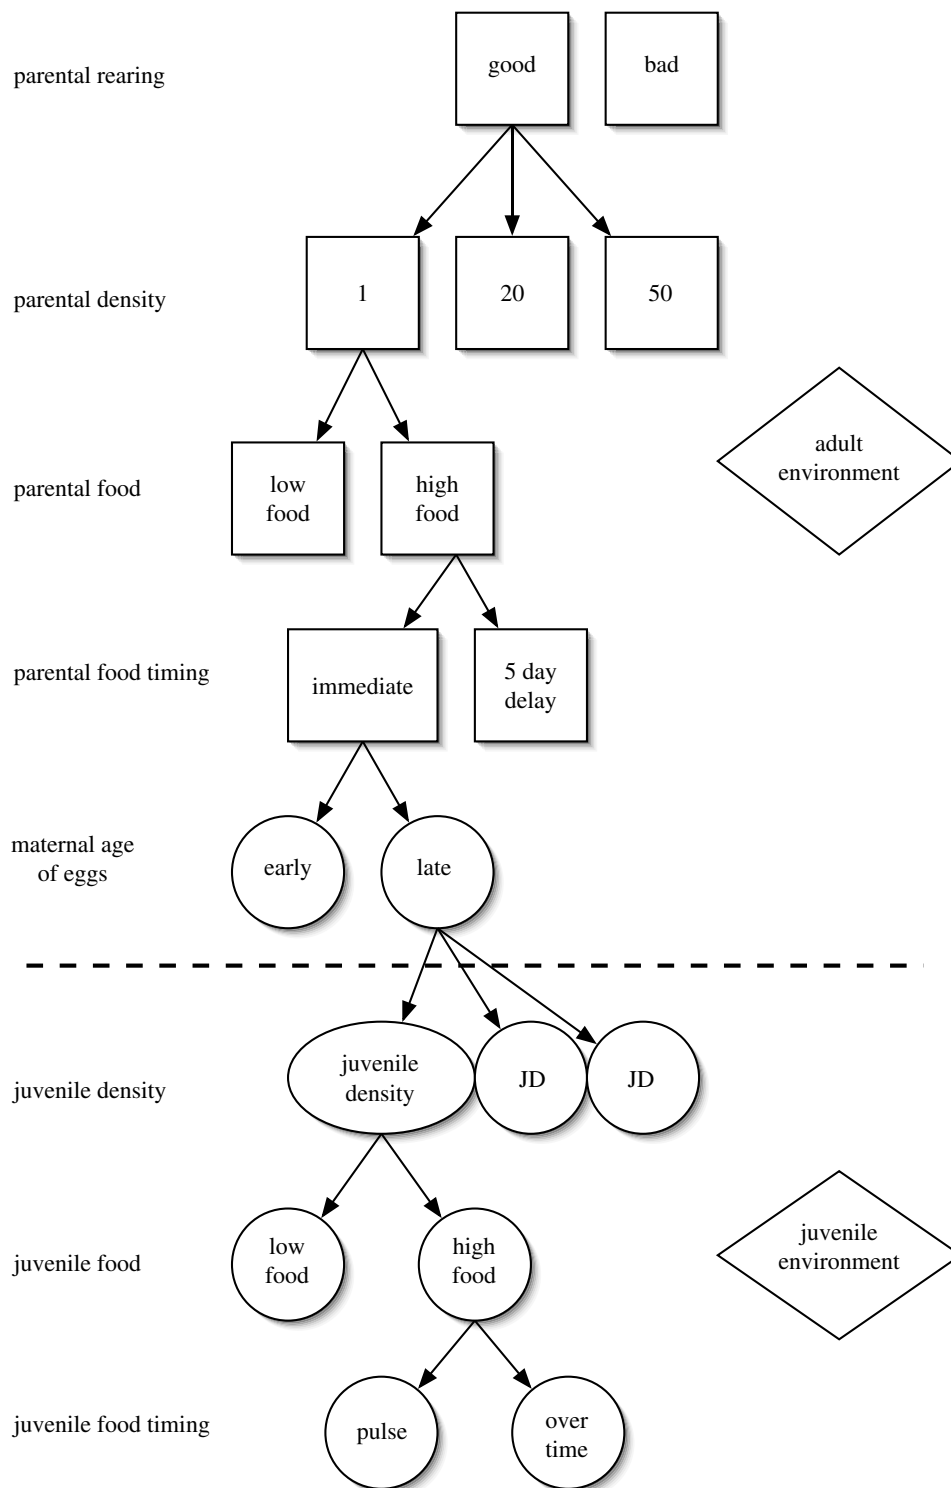 parental rearing
good
bad
parental density
1
20
50
parental food
low
food
high
food
adult
environment
parental food timing
immediate
5 day
delay
maternal age
of eggs
early
late
juvenile density
juvenile
density
JD
JD
juvenile food
low
food
high
food
juvenile
environment
juvenile food timing
pulse
over
time